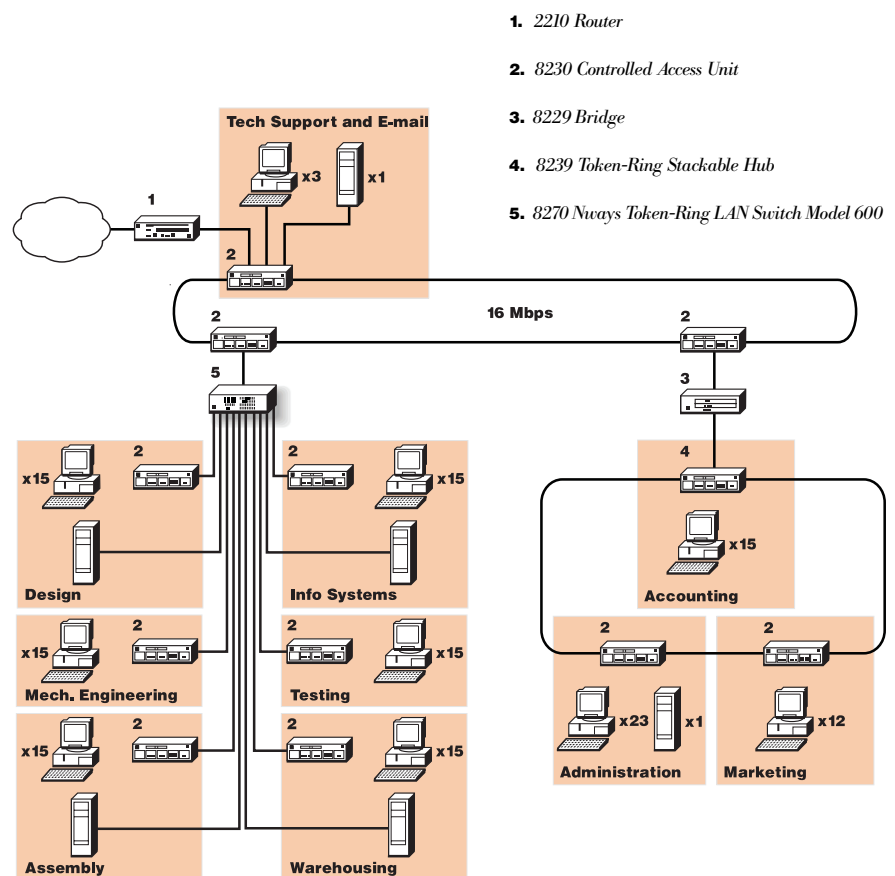 1. 2210 Router
2. 8230 Controlled Access Unit
3. 8229 Bridge
4. 8239 Token-Ring Stackable Hub
5. 8270 Nways Token-Ring LAN Switch Model 600
Tech Support and E-mail
x3
x1
1
2
16 Mbps
2
2
5
3
2
x15
Design
2
x15
Info Systems
4
x15
Accounting
2
x15
Mech. Engineering
2
x15
Testing
2
x23
x1
Administration
2
x12
Marketing
2
x15
Assembly
2
x15
Warehousing